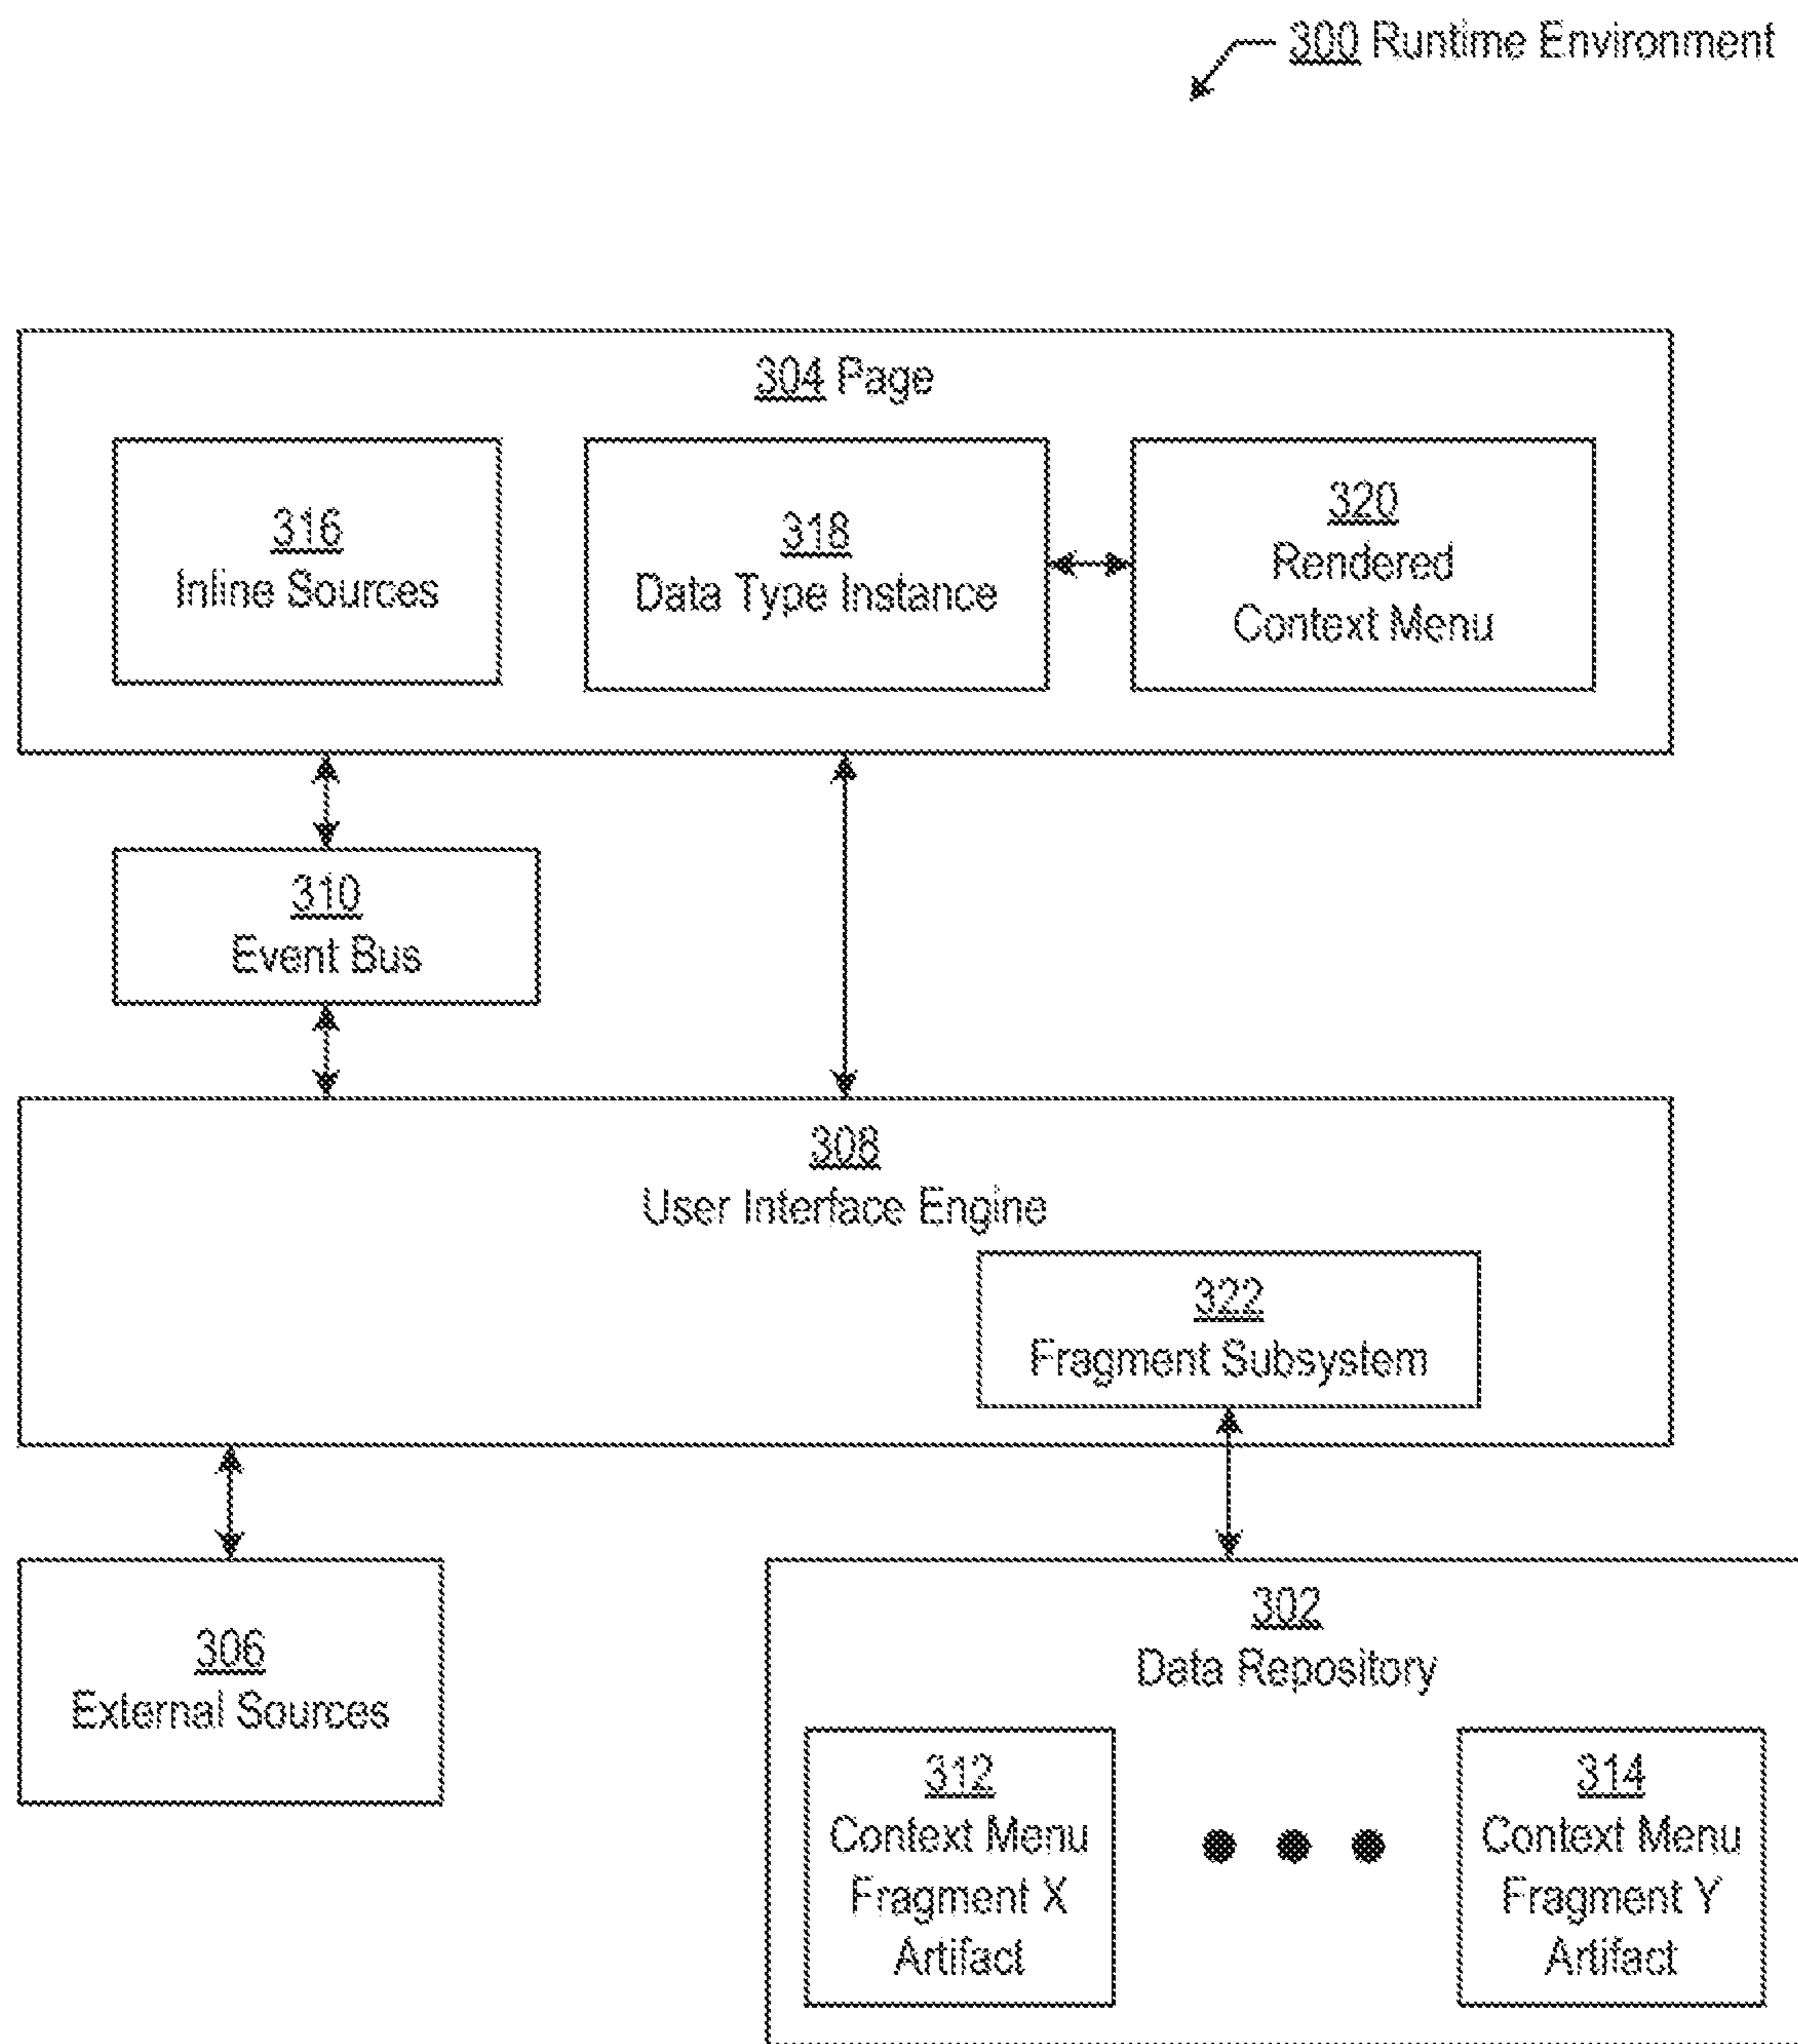 300 Runtime Environment
304 Page
316
Inline Sources
318
Data Type Instance
320
Rendered
Context Menu
310
Event Bus
308
User Interface Engine
322
Fragment Subsystem
306
External Sources
302
Data Repository
312
Context Menu
Fragment X
Artifact
314
Context Menu
Fragment Y
Artifact